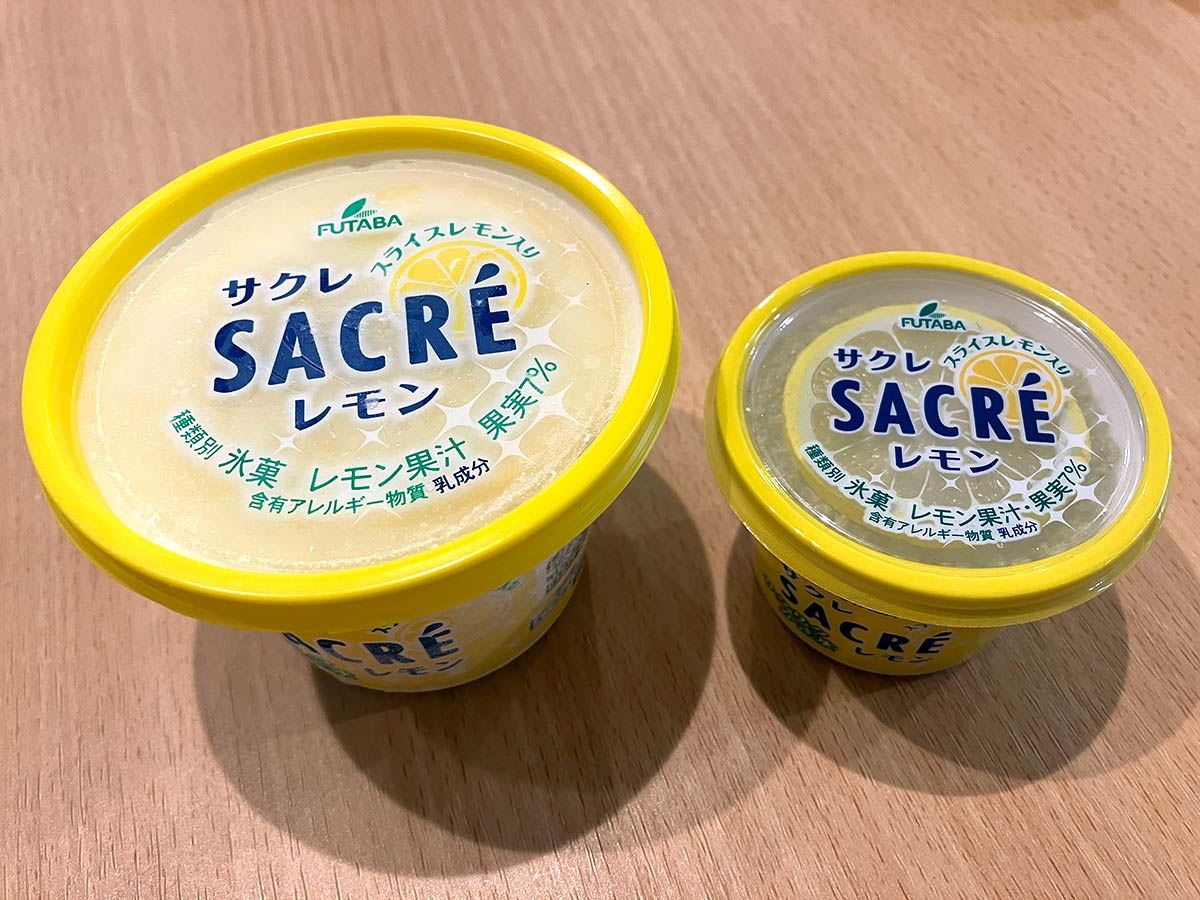 FUTABA
スライスレモン入り
サクレ
SACRÉ
レモン
種類別 氷菓 レモン果汁 果実7%
含有アレルギー物質 乳成分
CRÉ
レモン
FUTABA
スライスレモン入り
サクレ
SACRÉ
レモン
種類別 氷菓 レモン果汁・果実7%
含有アレルギー物質 乳成分
サクレ
SACRÉ
レモン